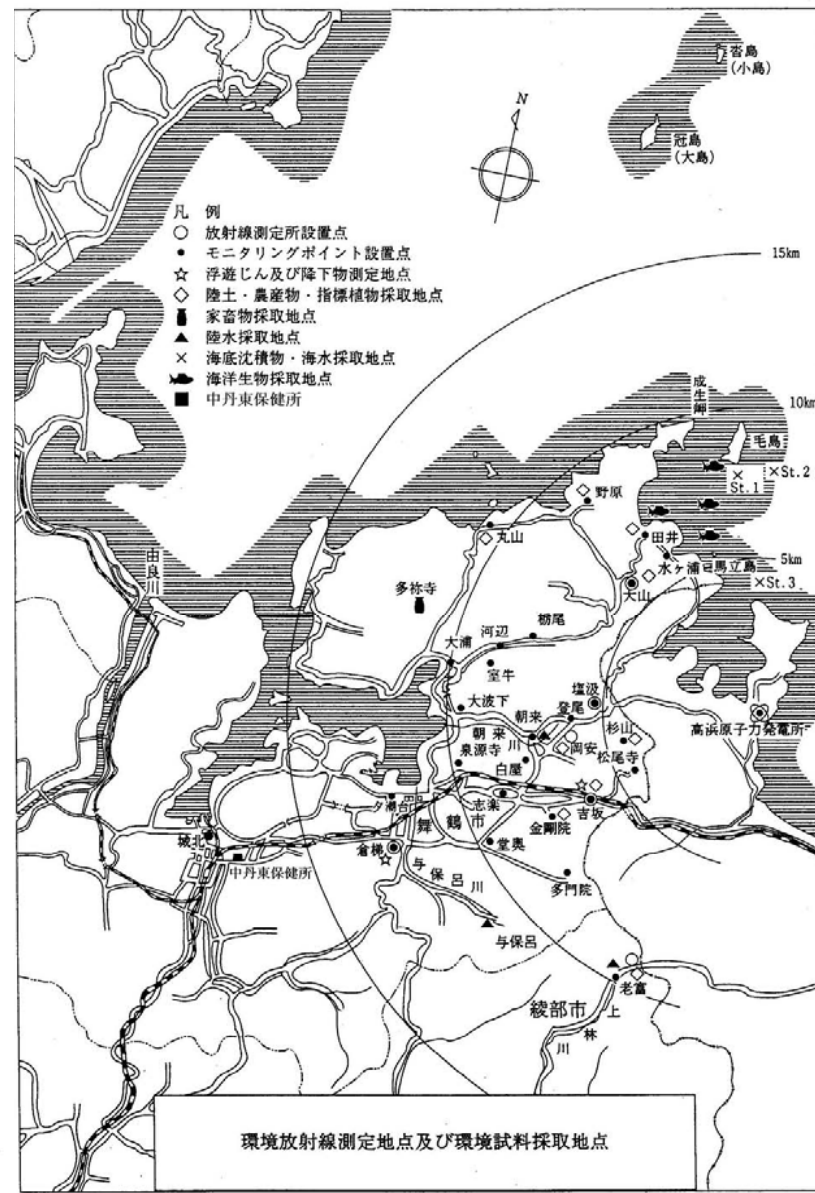 沓島
(小島)
冠島
(大島)
N
凡 例
放射線測定所設置点
モニタリングポイント設置点
浮遊じん及び降下物測定地点
陸土・農産物・指標植物採取地点
家畜物採取地点
陸水採取地点
海底沈積物・海水採取地点
海洋生物採取地点
中丹東保健所
15km
成生岬
10km
毛島
St.1
St.2
野原
丸山
田井
水ヶ浦
馬立島
5km
St.3
大山
由良川
多祢寺
栃尾
河辺
大浦
室牛
塩汲
大波下
登尾
朝来
杉山
高浜原子力発電所
朝来川
岡安
泉源寺
白屋
松尾寺
夕潮台
志楽
吉坂
舞鶴市
金剛院
城北
倉梯
堂奥
中丹東保健所
与保呂川
多門院
与保呂
老富
綾部市
上林川
環境放射線測定地点及び環境試料採取地点